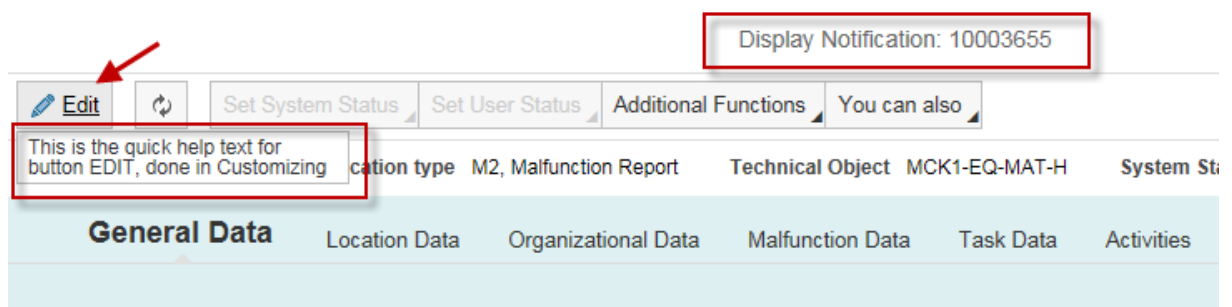 Display Notification: 10003655
Edit Set System Status Set User Status Additional Functions You can also
This is the quick help text for
button EDIT, done in Customizing
cation type M2, Malfunction Report Technical Object MCK1-EQ-MAT-H System Sta
General Data Location Data Organizational Data Malfunction Data Task Data Activities